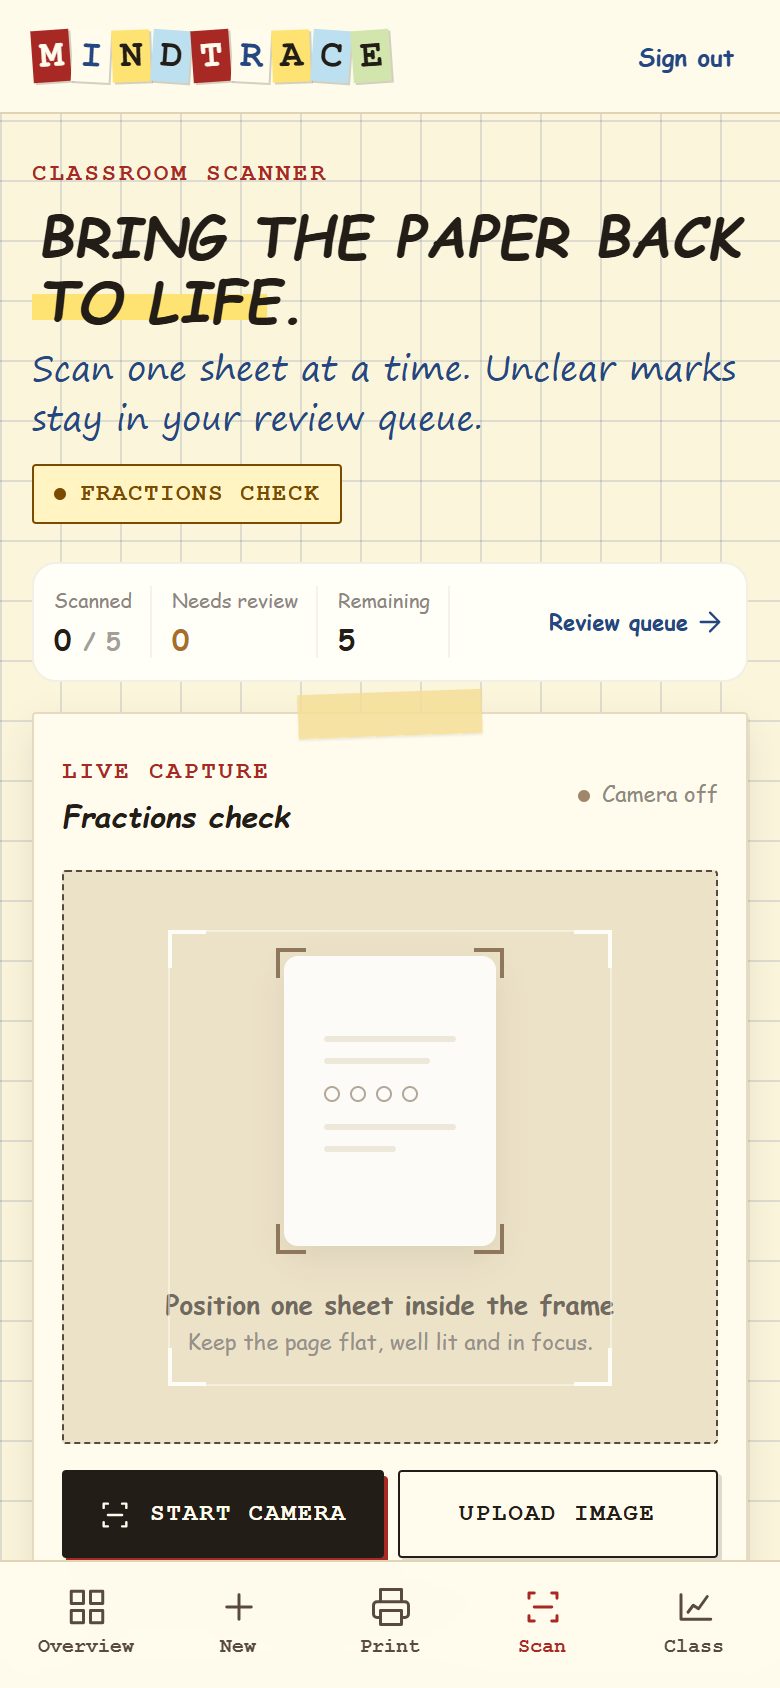 MINDTRACE
Sign out
CLASSROOM SCANNER
BRING THE PAPER BACK
TO LIFE.
Scan one sheet at a time. Unclear marks
stay in your review queue.
FRACTIONS CHECK
Scanned
0 / 5
Needs review
0
Remaining
5
Review queue →
LIVE CAPTURE
Fractions check
Camera off
Position one sheet inside the frame
Keep the page flat, well lit and in focus.
START CAMERA
UPLOAD IMAGE
Overview
New
Print
Scan
Class